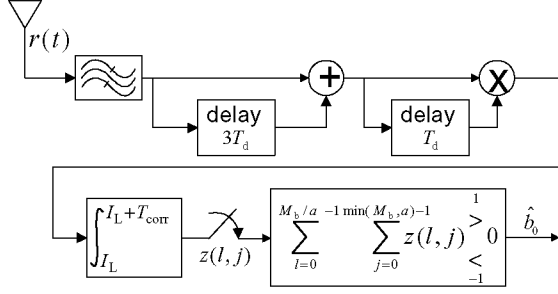 r(t)
delay
3T_d
+
delay
T_d
X
∫_{I_L}^{I_L+T_corr}
z(l, j)
∑_{l=0}^{M_b/a -1} ∑_{j=0}^{min(M_b,a)-1} z(l, j) ^{1}_{-1} >< 0
b̂_0